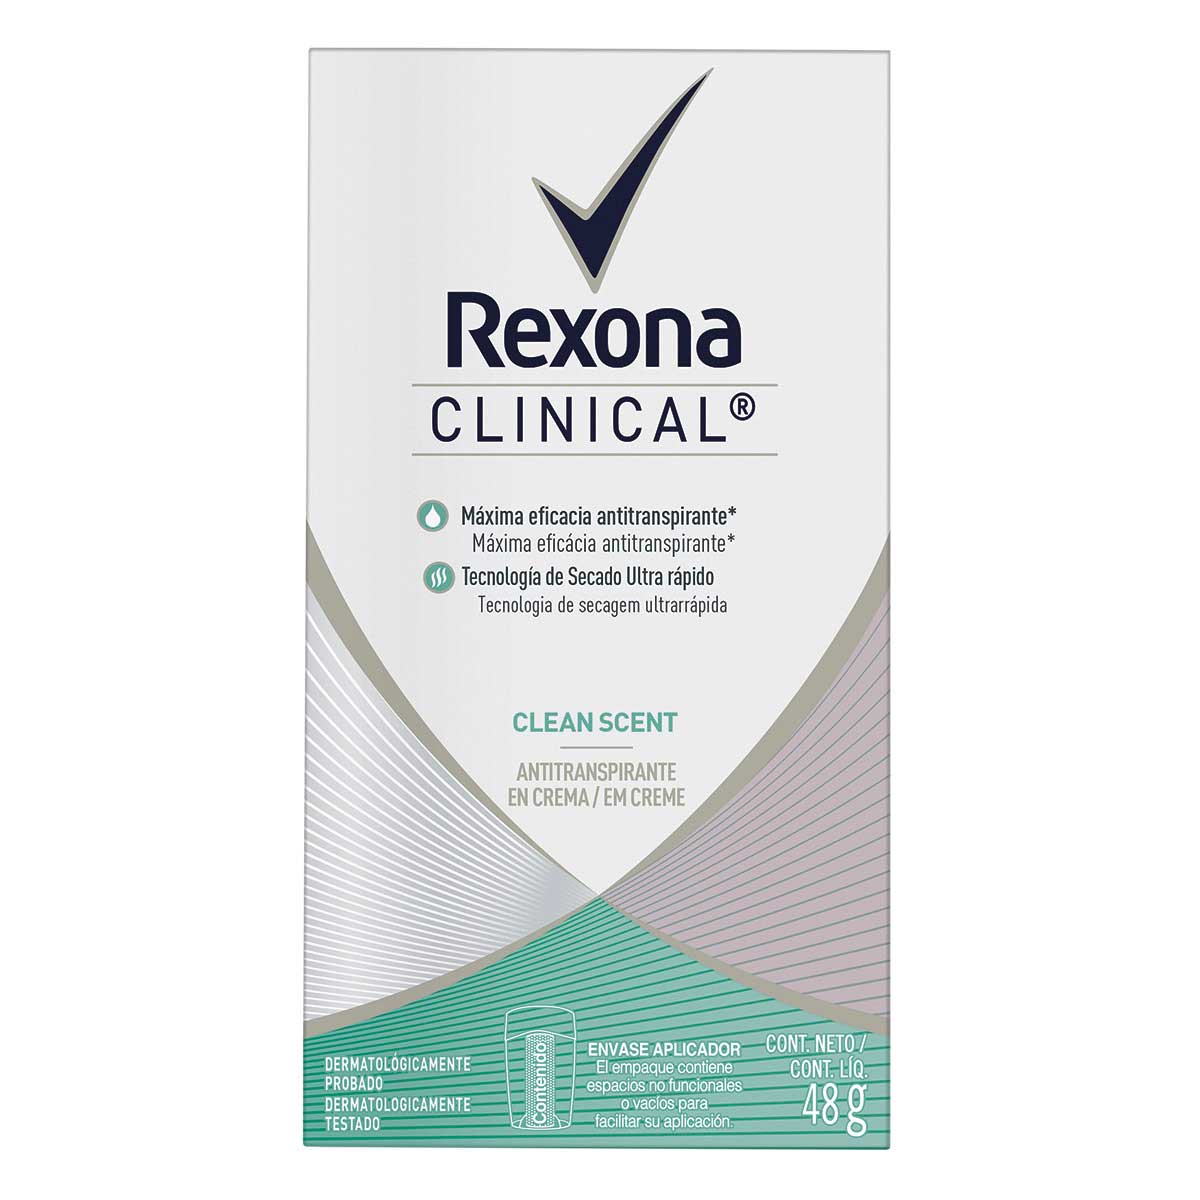 Rexona
CLINICAL®
Máxima eficacia antitranspirante*
Máxima eficácia antitranspirante*
Tecnología de Secado Ultra rápido
Tecnologia de secagem ultrarrápida
CLEAN SCENT
ANTITRANSPIRANTE
EN CREMA / EM CREME
DERMATOLÓGICAMENTE
PROBADO
DERMATOLOGICAMENTE
TESTADO
Contenido
ENVASE APLICADOR
El empaque contiene
espacios no funcionales
o vacíos para
facilitar su aplicación.
CONT. NETO /
CONT. LÍQ.
48 g